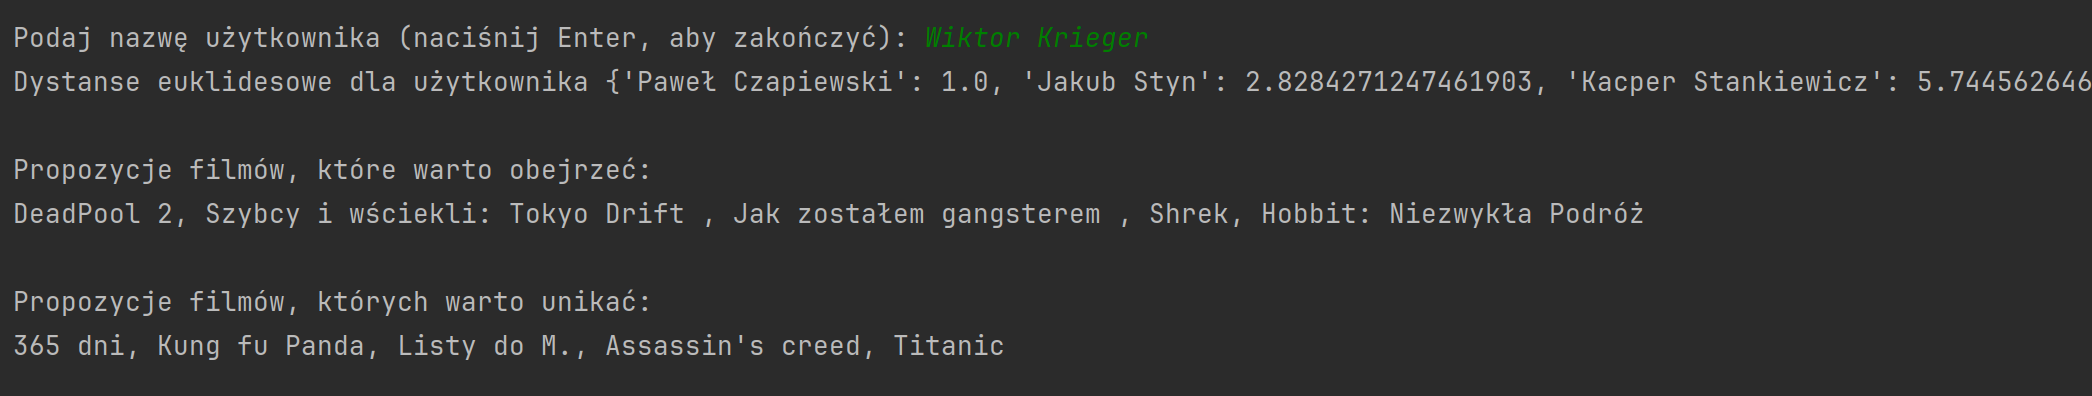 Podaj nazwę użytkownika (naciśnij Enter, aby zakończyć): Wiktor Krieger
Dystanse euklidesowe dla użytkownika {'Paweł Czapiewski': 1.0, 'Jakub Styn': 2.8284271247461903, 'Kacper Stankiewicz': 5.744562646
Propozycje filmów, które warto obejrzeć:
DeadPool 2, Szybcy i wściekli: Tokyo Drift , Jak zostałem gangsterem , Shrek, Hobbit: Niezwykła Podróż
Propozycje filmów, których warto unikać:
365 dni, Kung fu Panda, Listy do M., Assassin's creed, Titanic